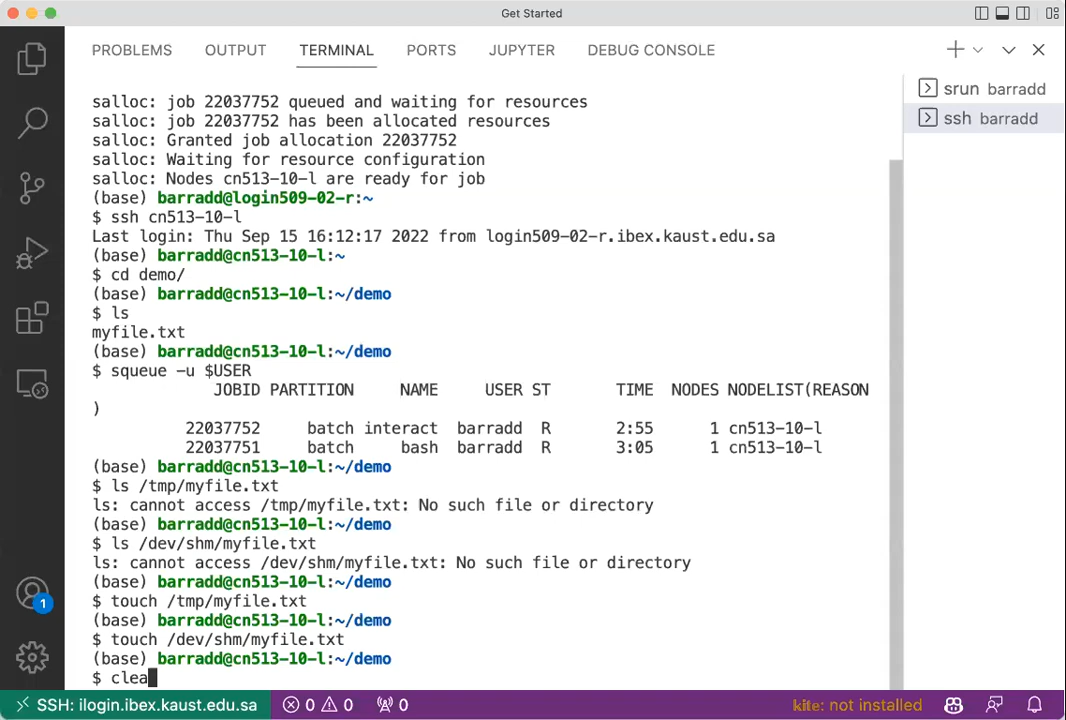 Get Started
PROBLEMS OUTPUT TERMINAL PORTS JUPYTER DEBUG CONSOLE
srun barradd
ssh barradd
salloc: job 22037752 queued and waiting for resources
salloc: job 22037752 has been allocated resources
salloc: Granted job allocation 22037752
salloc: Waiting for resource configuration
salloc: Nodes cn513-10-l are ready for job
(base) barradd@login509-02-r:~
$ ssh cn513-10-l
Last login: Thu Sep 15 16:12:17 2022 from login509-02-r.ibex.kaust.edu.sa
(base) barradd@cn513-10-l:~
$ cd demo/
(base) barradd@cn513-10-l:~/demo
$ ls
myfile.txt
(base) barradd@cn513-10-l:~/demo
$ squeue -u $USER
JOBID PARTITION NAME USER ST TIME NODES NODELIST(REASON
)
22037752 batch interact barradd R 2:55 1 cn513-10-l
22037751 batch bash barradd R 3:05 1 cn513-10-l
(base) barradd@cn513-10-l:~/demo
$ ls /tmp/myfile.txt
ls: cannot access /tmp/myfile.txt: No such file or directory
(base) barradd@cn513-10-l:~/demo
$ ls /dev/shm/myfile.txt
ls: cannot access /dev/shm/myfile.txt: No such file or directory
(base) barradd@cn513-10-l:~/demo
$ touch /tmp/myfile.txt
(base) barradd@cn513-10-l:~/demo
$ touch /dev/shm/myfile.txt
(base) barradd@cn513-10-l:~/demo
$ clea
1
SSH: ilogin.ibex.kaust.edu.sa 0 0 0 kite: not installed